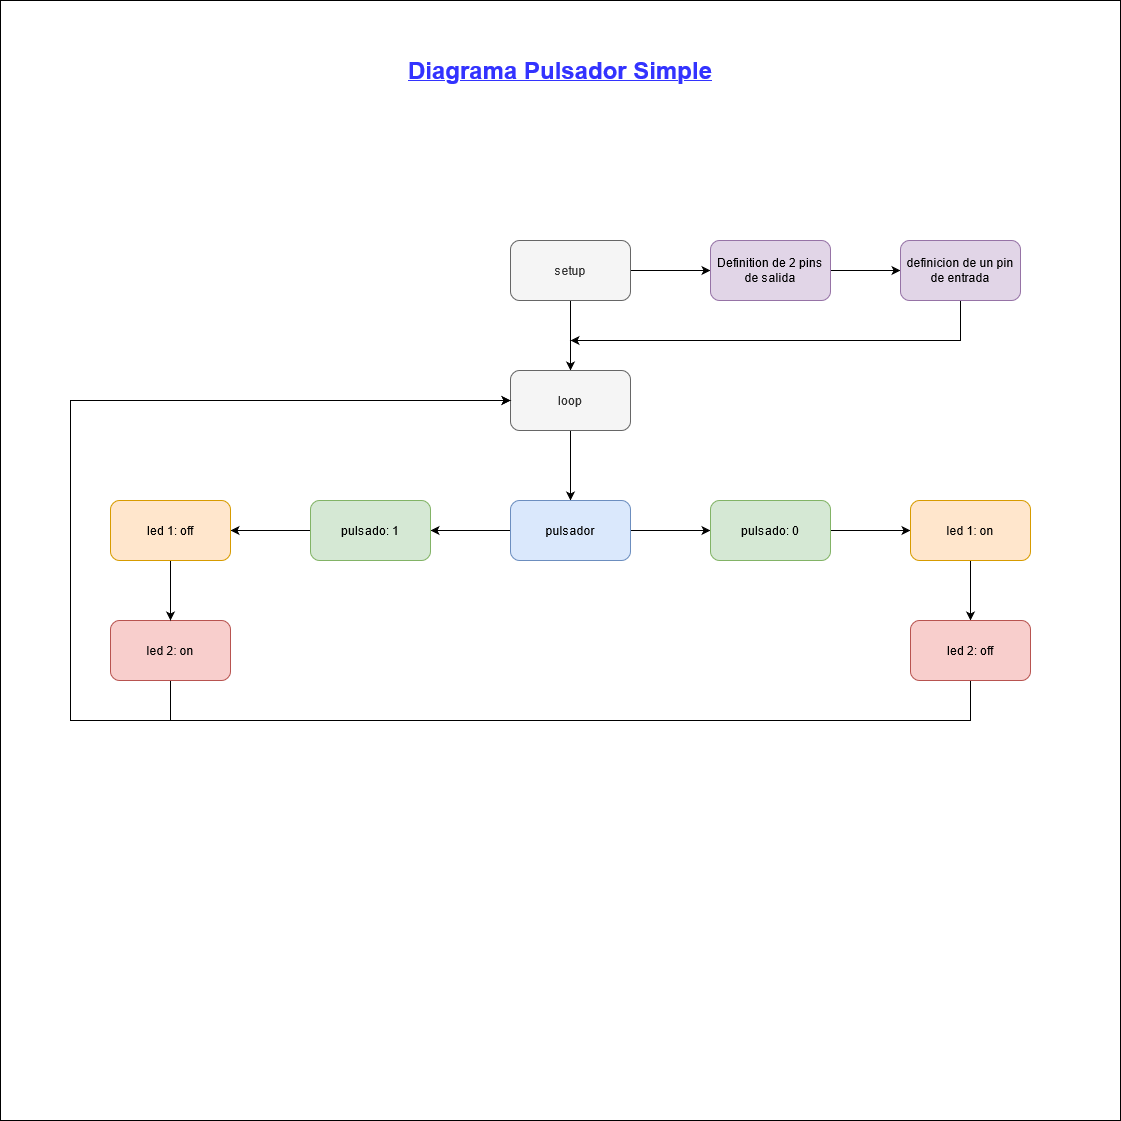 Diagrama Pulsador Simple
setup
Definition de 2 pins
de salida
definicion de un pin
de entrada
loop
led 1: off
pulsado: 1
pulsador
pulsado: 0
led 1: on
led 2: on
led 2: off